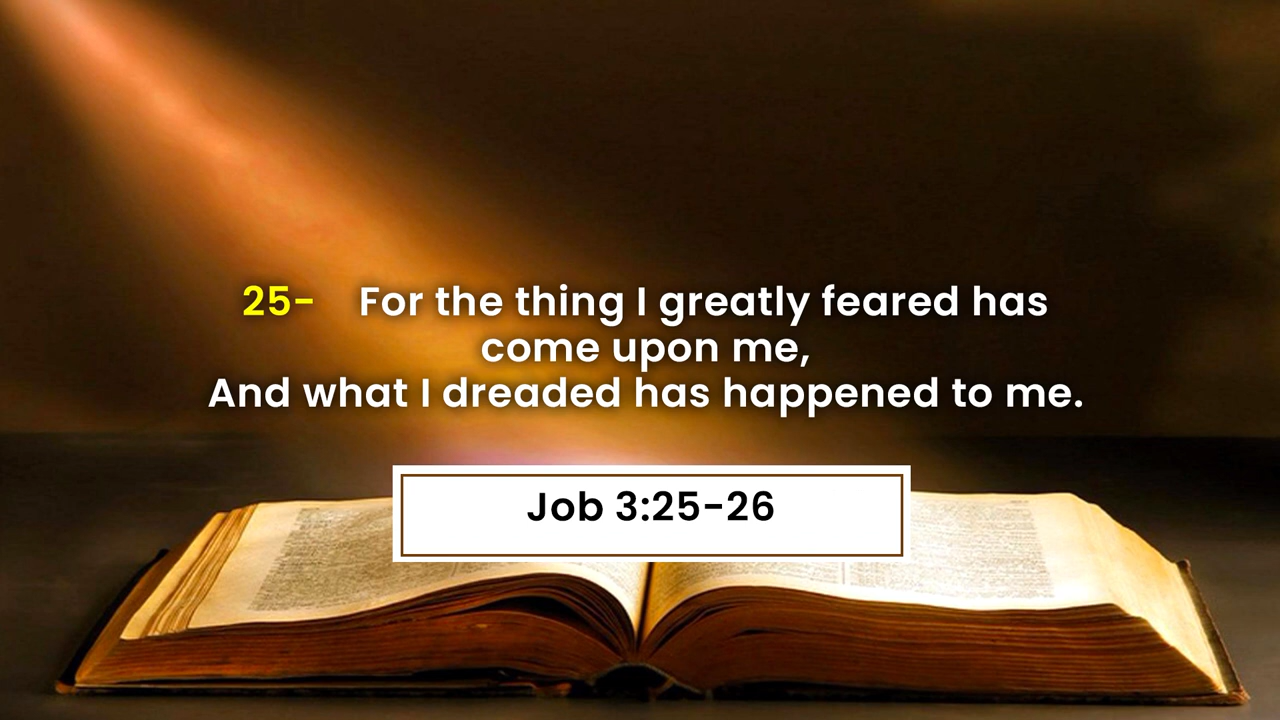 25- For the thing I greatly feared has
come upon me,
And what I dreaded has happened to me.
Job 3:25-26